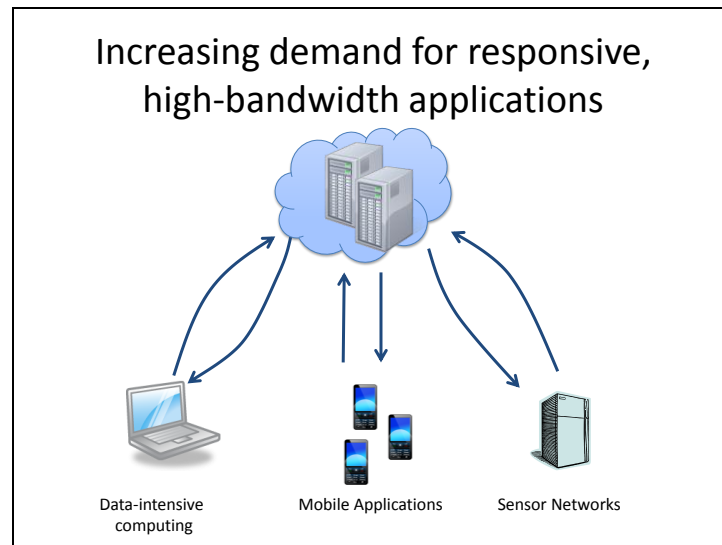 Increasing demand for responsive,
high-bandwidth applications
Data-intensive
computing
Mobile Applications
Sensor Networks